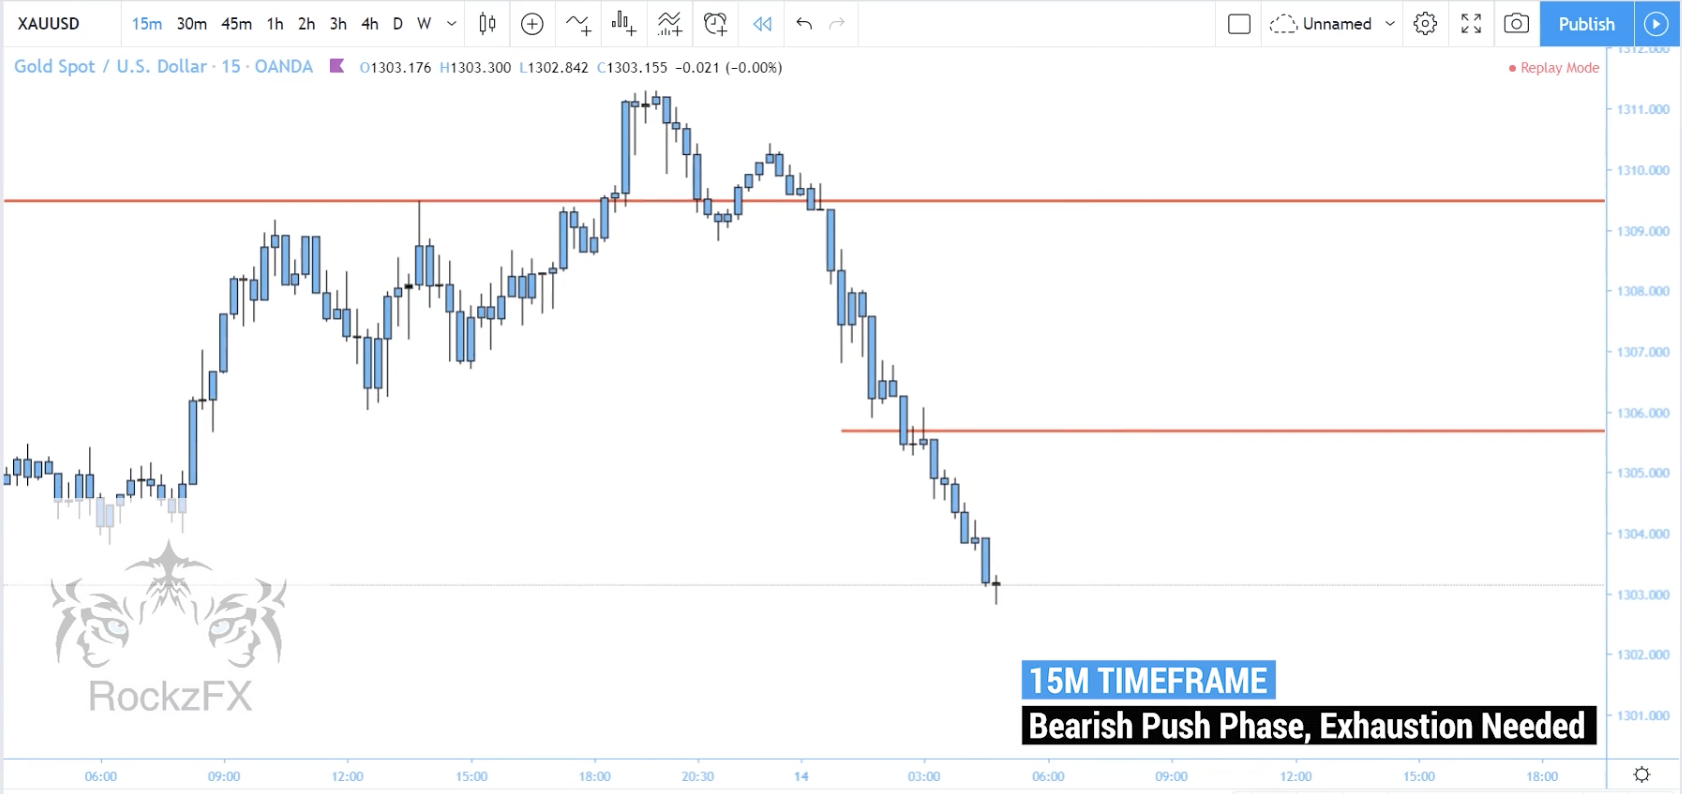 XAUUSD 15m 30m 45m 1h 2h 3h 4h D W Unnamed Publish
Gold Spot / U.S. Dollar · 15 · OANDA O1303.176 H1303.300 L1302.842 C1303.155 −0.021 (−0.00%)
Replay Mode
1312.000
1311.000
1310.000
1309.000
1308.000
1307.000
1306.000
1305.000
1304.000
1303.000
1302.000
1301.000
RockzFX
15M TIMEFRAME
Bearish Push Phase, Exhaustion Needed
06:00 09:00 12:00 15:00 18:00 20:30 14 03:00 06:00 09:00 12:00 15:00 18:00